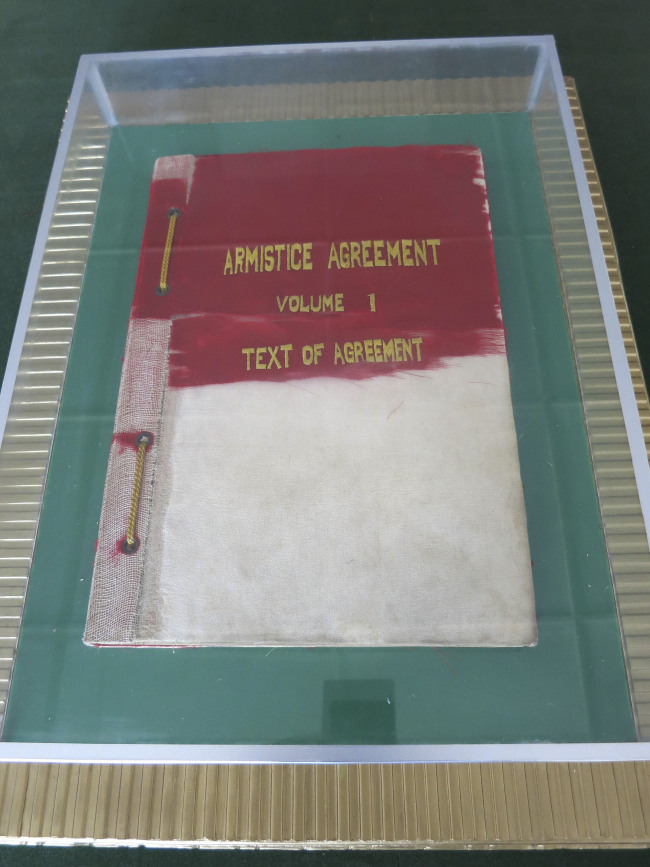 ARMISTICE AGREEMENT
VOLUME 1
TEXT OF AGREEMENT